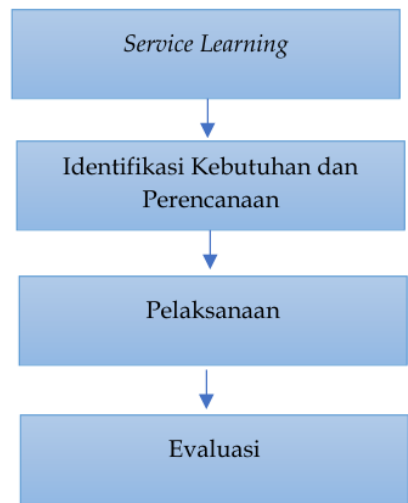 Service Learning
Identifikasi Kebutuhan dan
Perencanaan
Pelaksanaan
Evaluasi